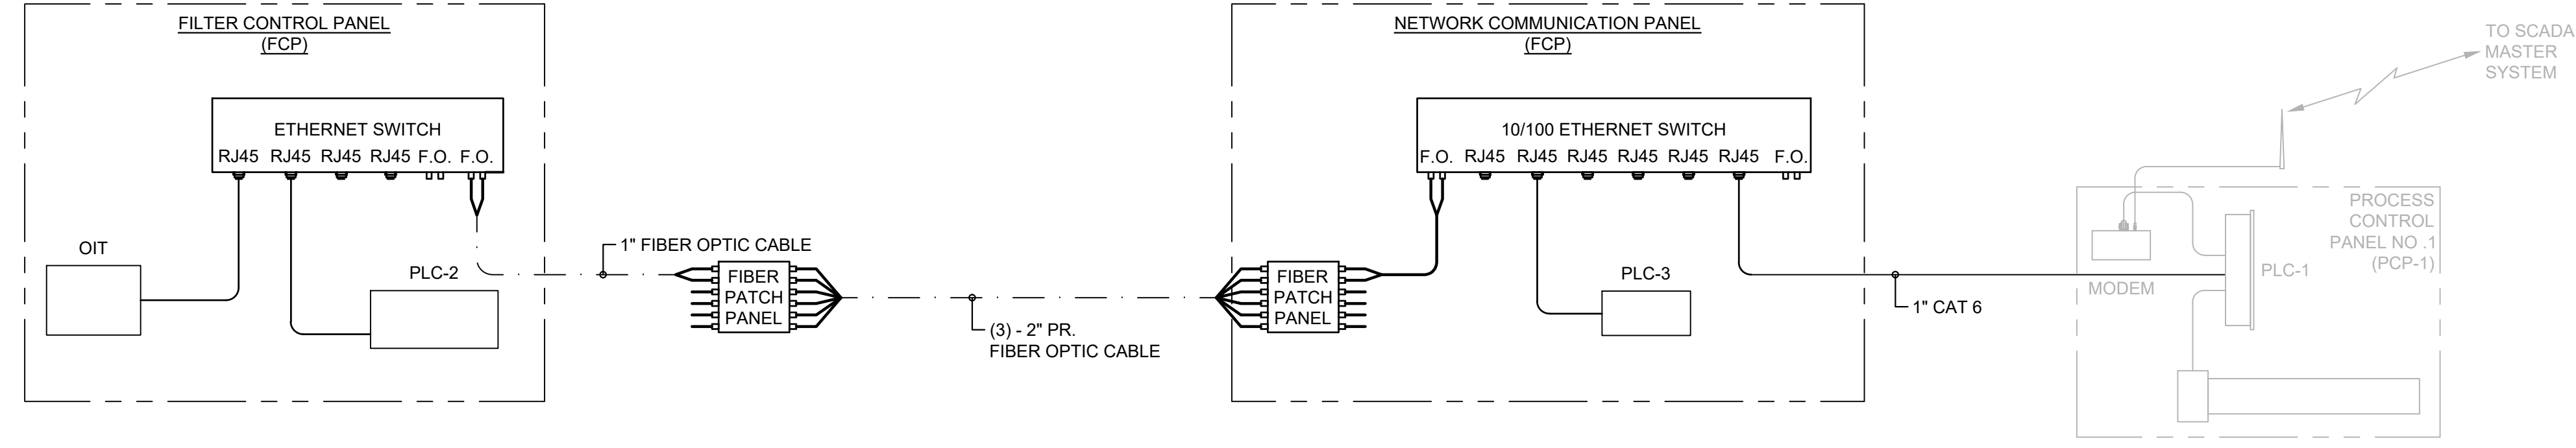 FILTER CONTROL PANEL
(FCP)
ETHERNET SWITCH
RJ45 RJ45 RJ45 RJ45 F.O. F.O.
OIT
PLC-2
1" FIBER OPTIC CABLE
FIBER
PATCH
PANEL
(3) - 2" PR.
FIBER OPTIC CABLE
NETWORK COMMUNICATION PANEL
(FCP)
10/100 ETHERNET SWITCH
F.O. RJ45 RJ45 RJ45 RJ45 RJ45 RJ45 F.O.
FIBER
PATCH
PANEL
PLC-3
1" CAT 6
TO SCADA
MASTER
SYSTEM
PROCESS
CONTROL
PANEL NO .1
(PCP-1)
PLC-1
MODEM